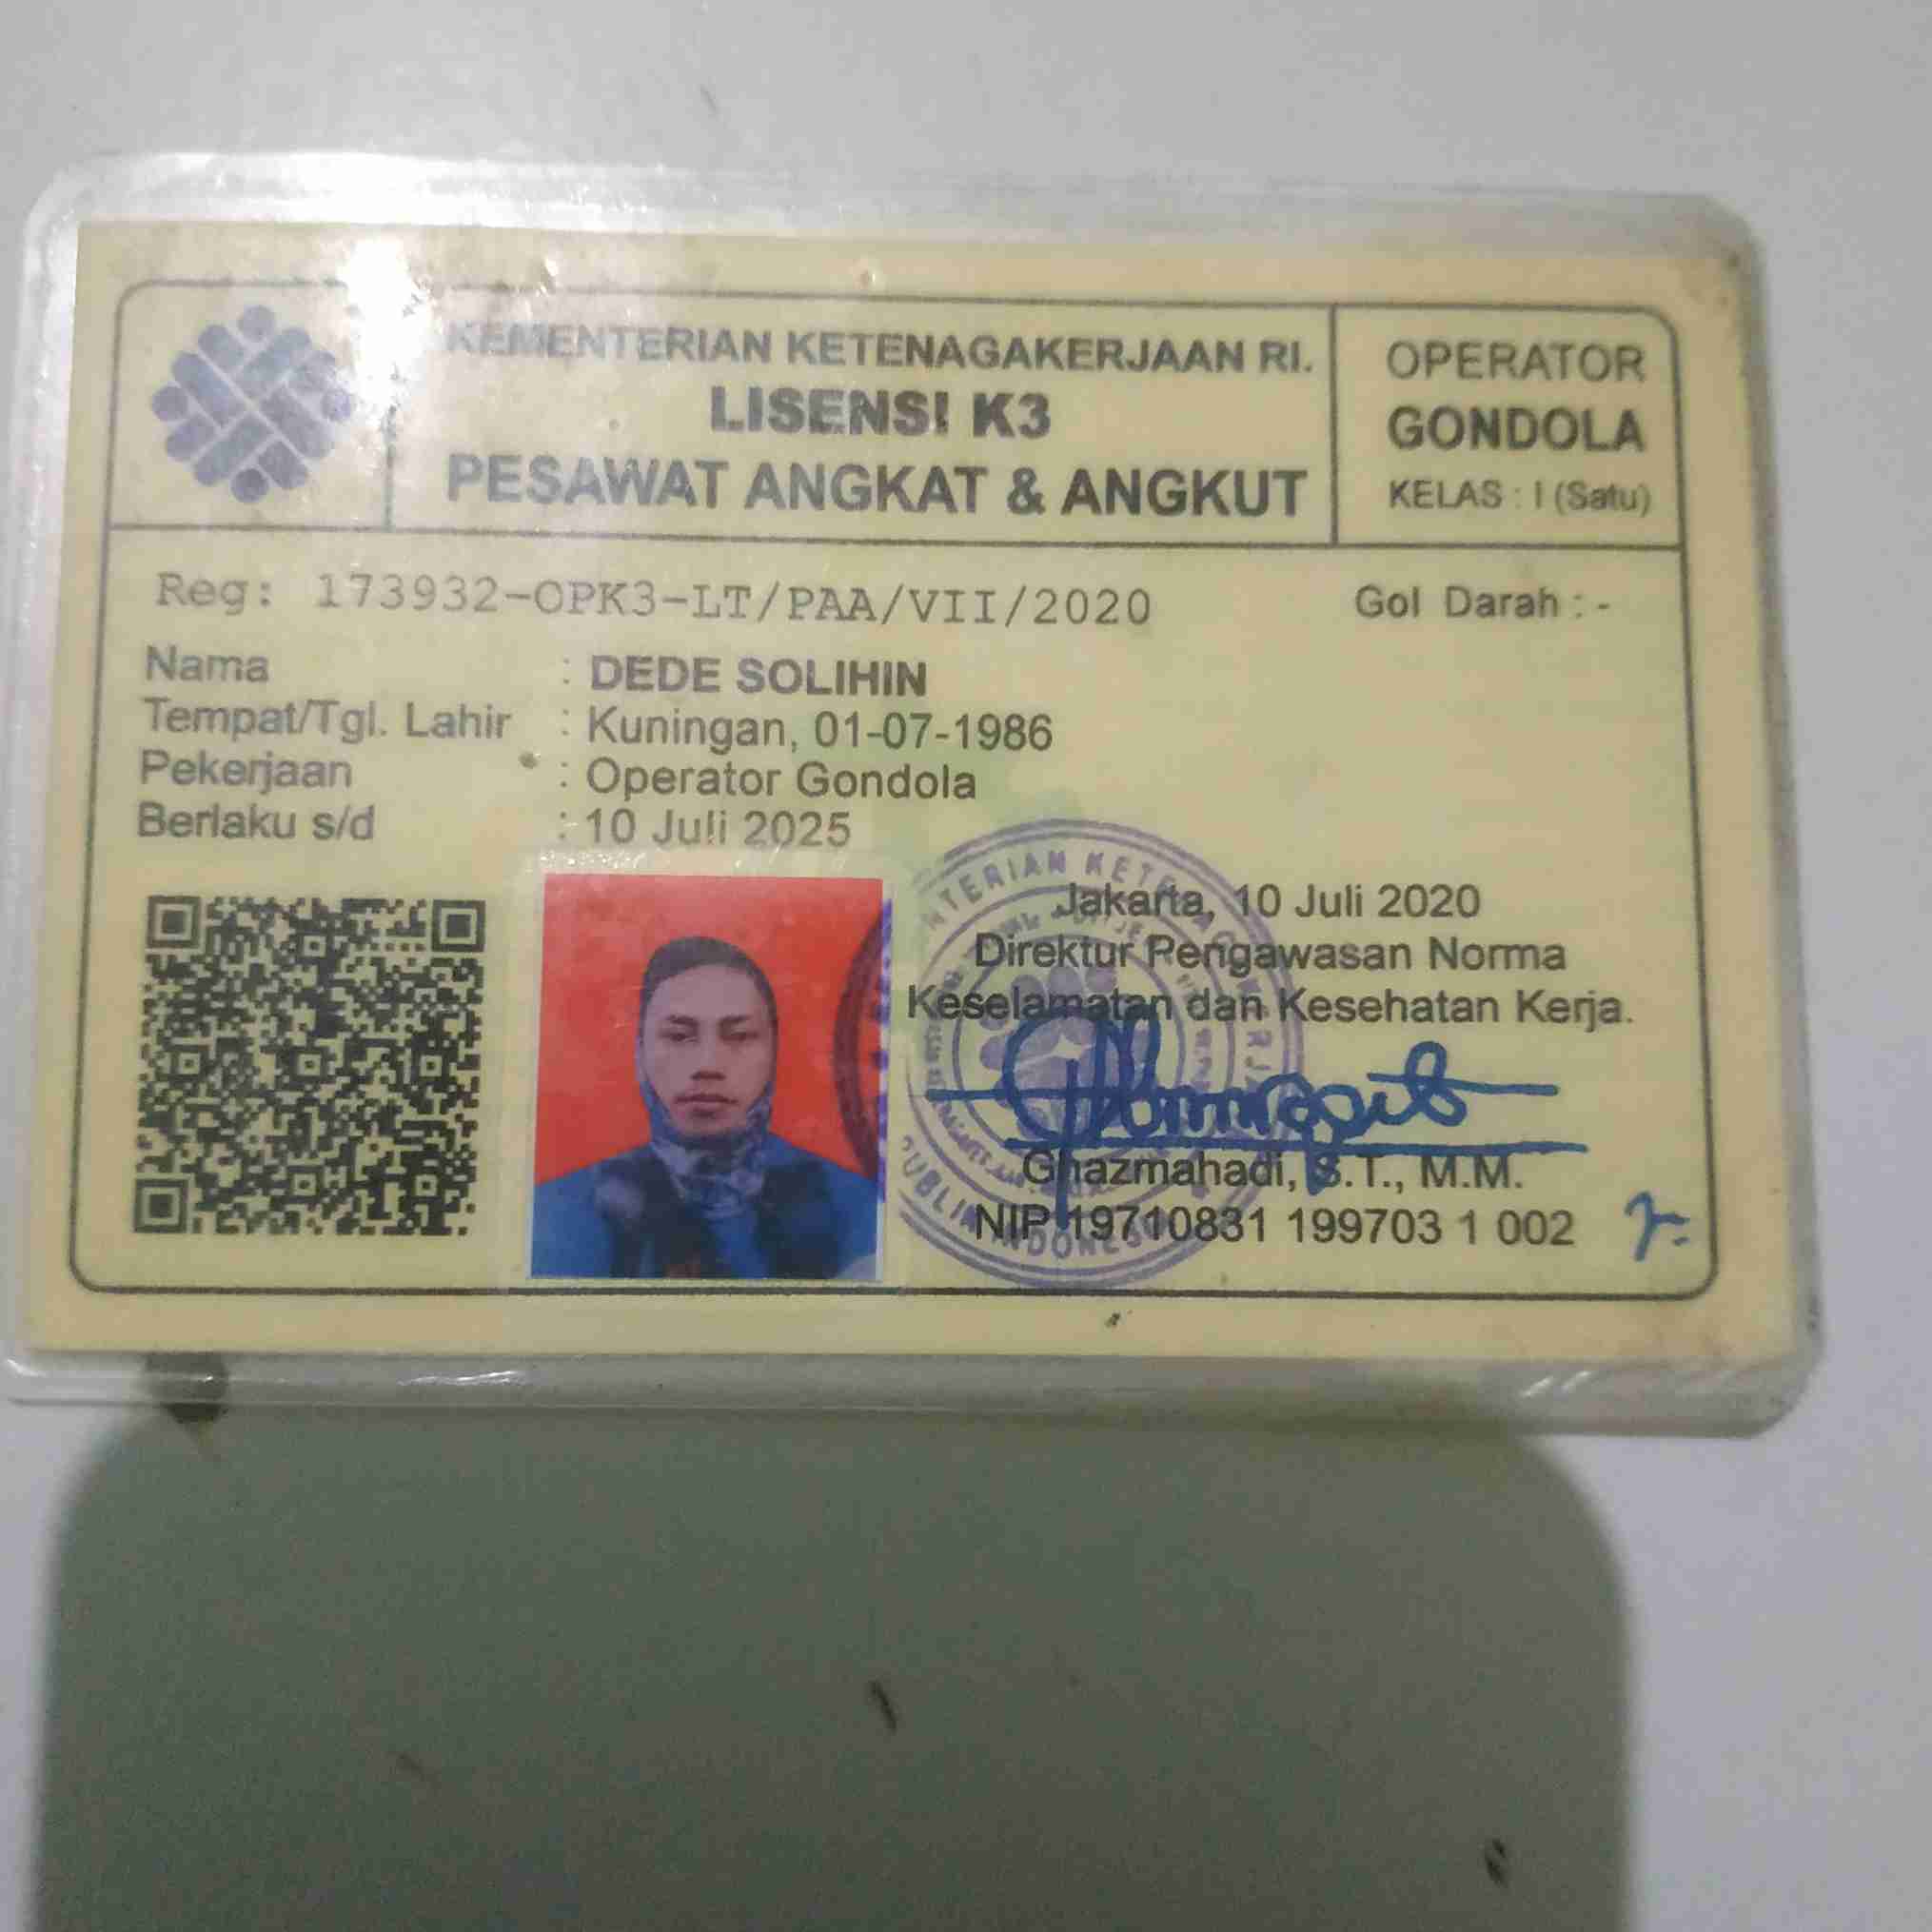 KEMENTERIAN KETENAGAKERJAAN RI.
LISENSI K3
PESAWAT ANGKAT & ANGKUT
OPERATOR
GONDOLA
KELAS : I (Satu)
Reg: 173932-OPK3-LT/PAA/VII/2020
Gol Darah : -
Nama : DEDE SOLIHIN
Tempat/Tgl. Lahir : Kuningan, 01-07-1986
Pekerjaan : Operator Gondola
Berlaku s/d : 10 Juli 2025
Jakarta, 10 Juli 2020
Direktur Pengawasan Norma
Keselamatan dan Kesehatan Kerja.
Ghazmahadi, S.T., M.M.
NIP 19710831 199703 1 002